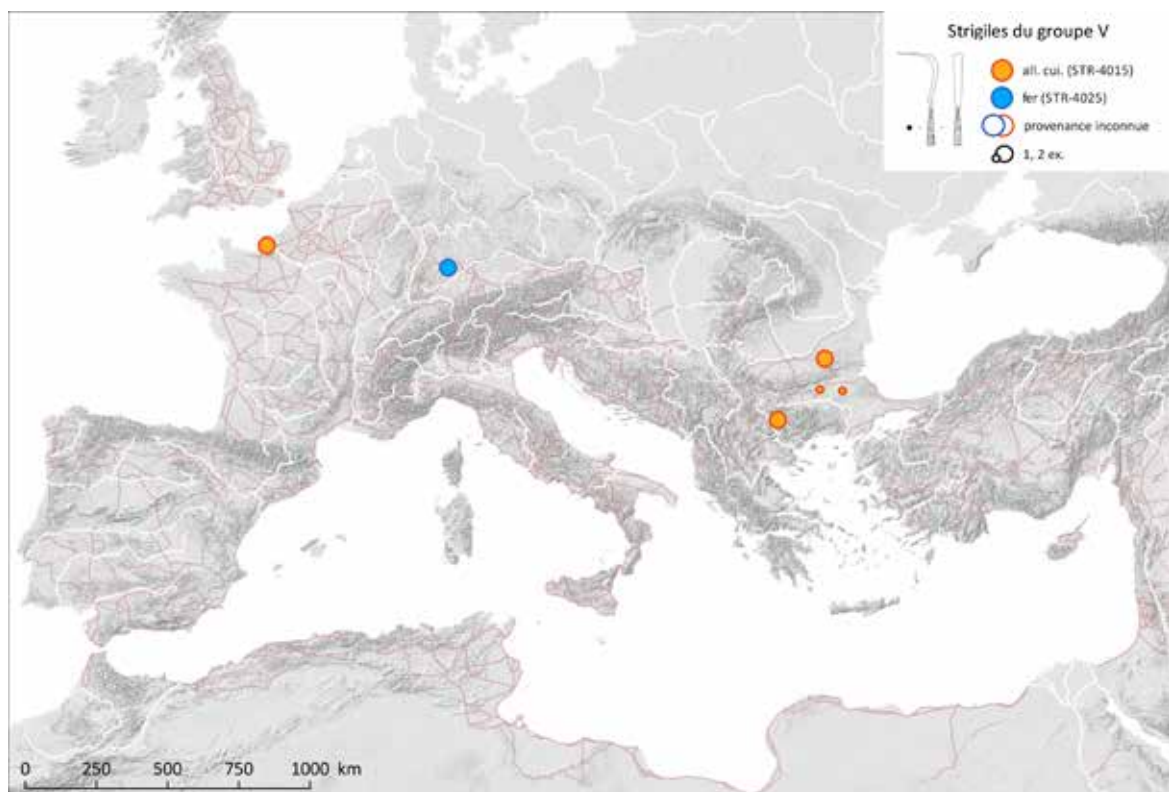 Strigiles du groupe V
all. cui. (STR-4015)
fer (STR-4025)
provenance inconnue
1, 2 ex.
0 250 500 750 1000 km